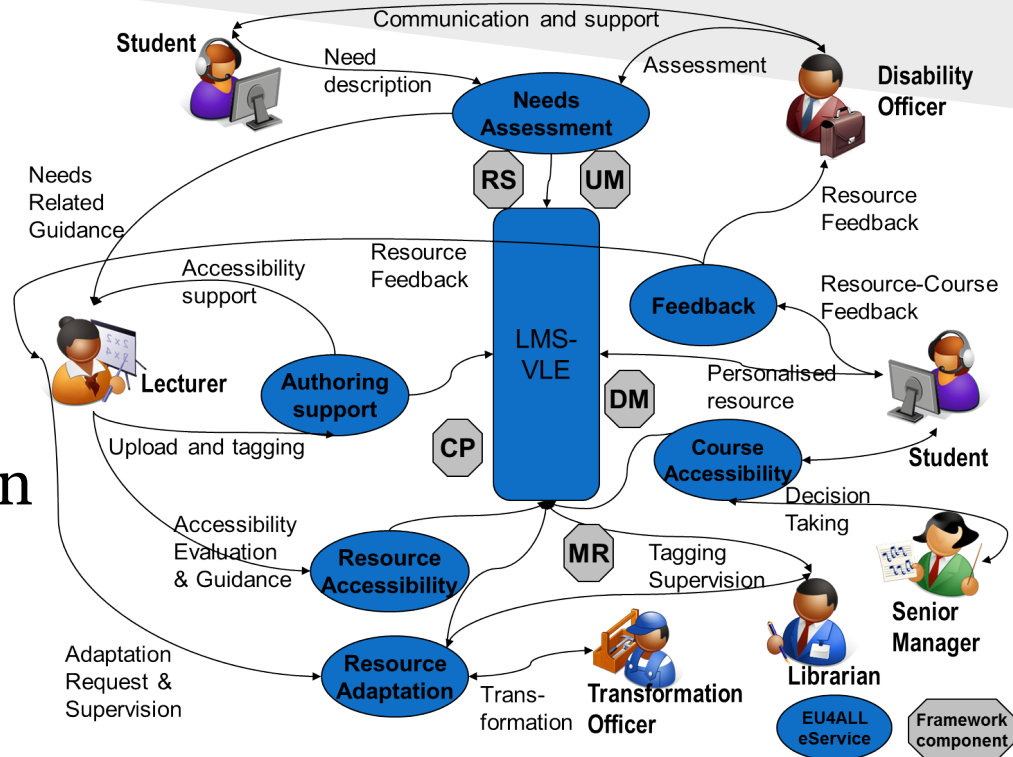 Communication and support
Student
Need
description
Assessment
Disability
Officer
Needs
Assessment
RS
UM
Needs
Related
Guidance
Resource
Feedback
Resource
Feedback
Accessibility
support
Feedback
Resource-Course
Feedback
LMS-
VLE
Lecturer
Authoring
support
Personalised
resource
DM
Upload and tagging
CP
Course
Accessibility
Student
n
Decision
Taking
Accessibility
Evaluation
& Guidance
Resource
Accessibility
MR
Tagging
Supervision
Senior
Manager
Adaptation
Request &
Supervision
Resource
Adaptation
Trans-
formation
Transformation
Officer
Librarian
EU4ALL
eService
Framework
component